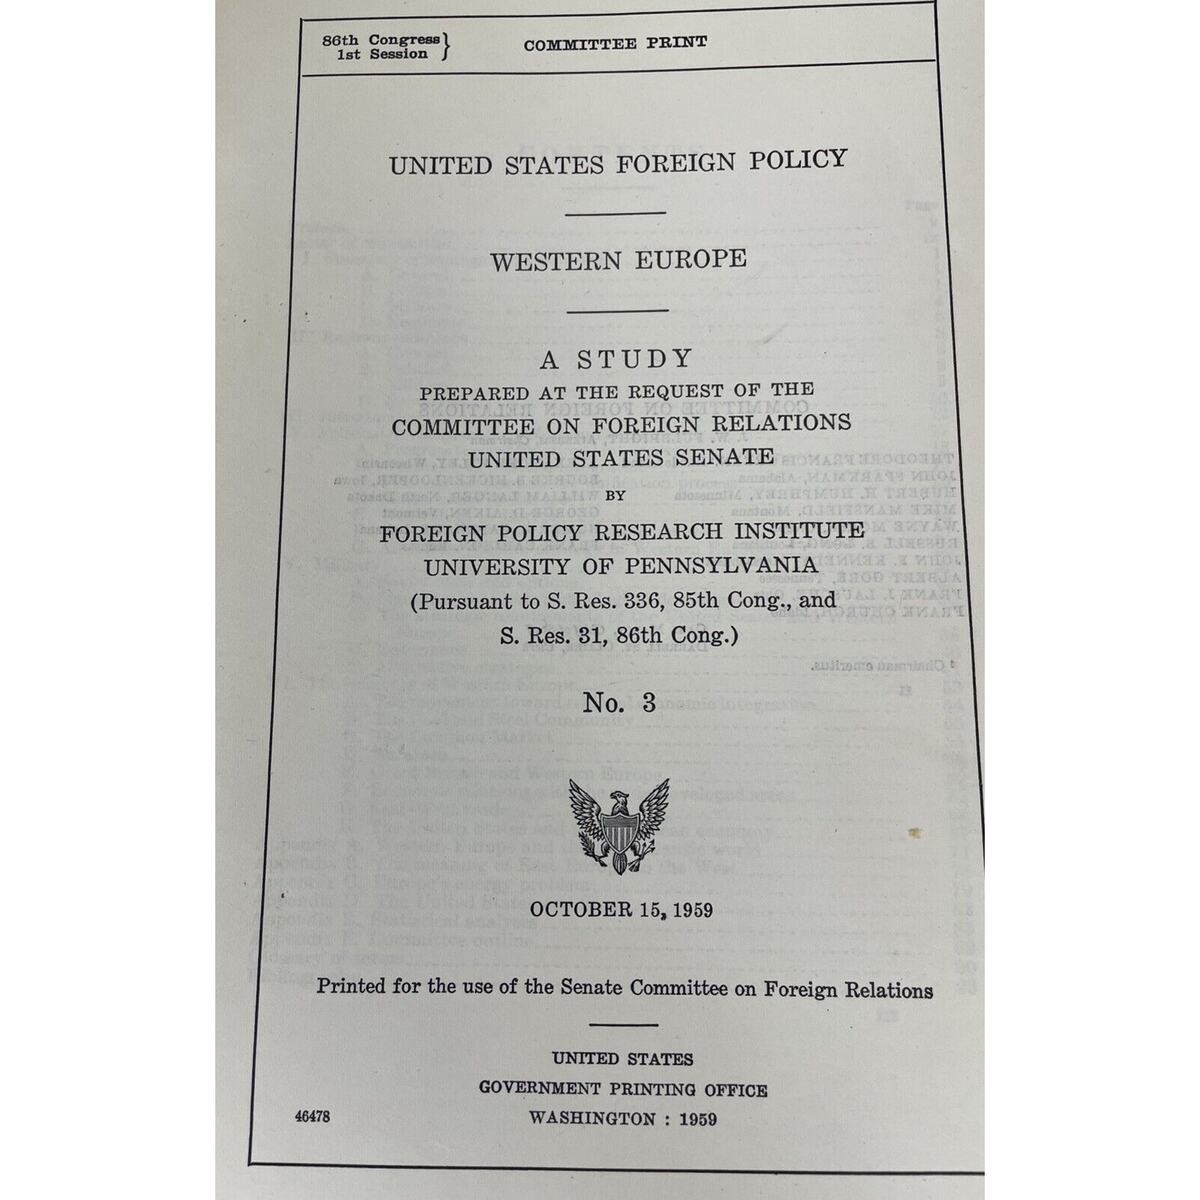 86th Congress
1st Session
COMMITTEE PRINT
UNITED STATES FOREIGN POLICY
WESTERN EUROPE
A STUDY
PREPARED AT THE REQUEST OF THE
COMMITTEE ON FOREIGN RELATIONS
UNITED STATES SENATE
BY
FOREIGN POLICY RESEARCH INSTITUTE
UNIVERSITY OF PENNSYLVANIA
(Pursuant to S. Res. 336, 85th Cong., and
S. Res. 31, 86th Cong.)
No. 3
OCTOBER 15, 1959
Printed for the use of the Senate Committee on Foreign Relations
UNITED STATES
GOVERNMENT PRINTING OFFICE
46478 WASHINGTON : 1959